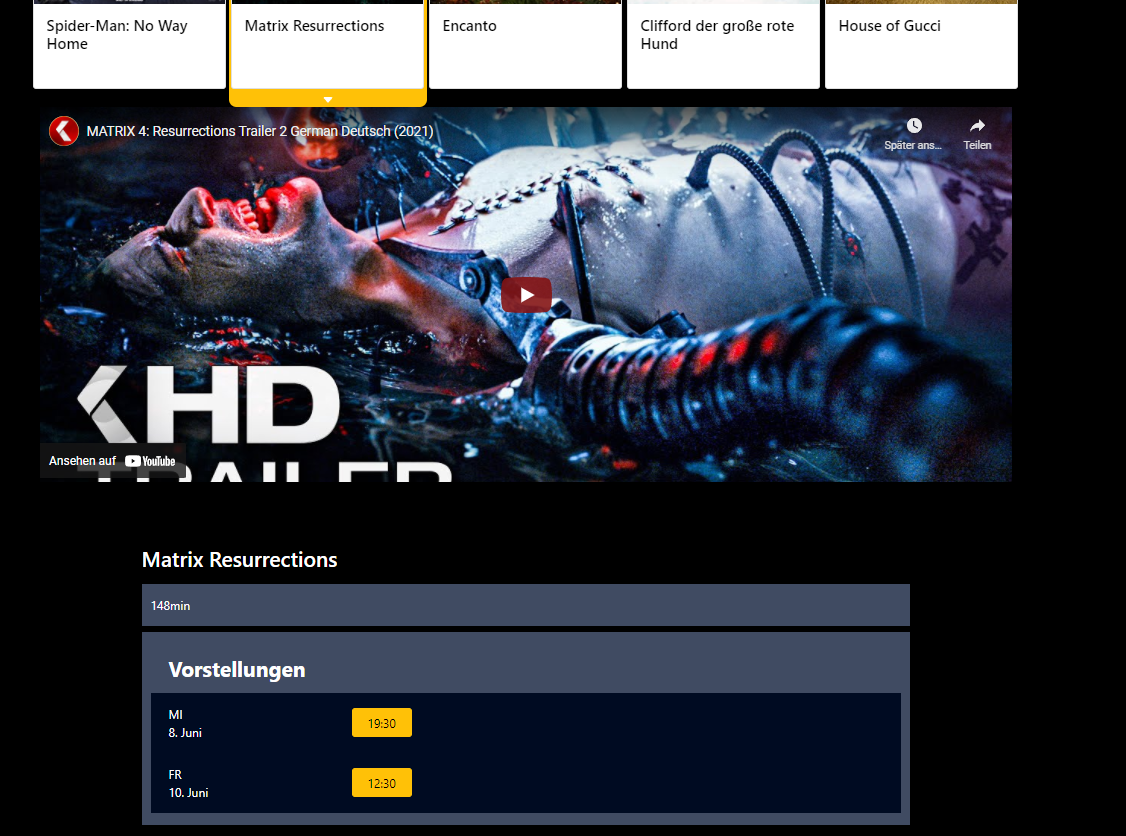 Spider-Man: No Way
Home
Matrix Resurrections
Encanto
Clifford der große rote
Hund
House of Gucci
MATRIX 4: Resurrections Trailer 2 German Deutsch (2021)
Später ans...
Teilen
HD
TRAILER
Ansehen auf YouTube
Matrix Resurrections
148min
Vorstellungen
MI
8. Juni
19:30
FR
10. Juni
12:30